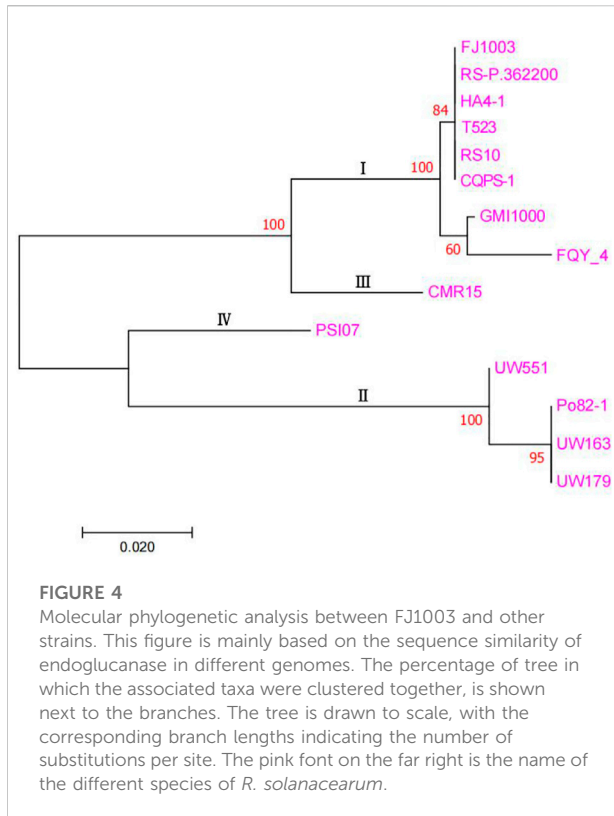 FJ1003
RS-P.362200
HA4-1
84
T523
RS10
I
100
CQPS-1
GMI1000
100
60
FQY_4
III
CMR15
IV
PSI07
UW551
II
Po82-1
100
UW163
95
UW179
0.020
FIGURE 4
Molecular phylogenetic analysis between FJ1003 and other
strains. This figure is mainly based on the sequence similarity of
endoglucanase in different genomes. The percentage of tree in
which the associated taxa were clustered together, is shown
next to the branches. The tree is drawn to scale, with the
corresponding branch lengths indicating the number of
substitutions per site. The pink font on the far right is the name of
the different species of R. solanacearum.